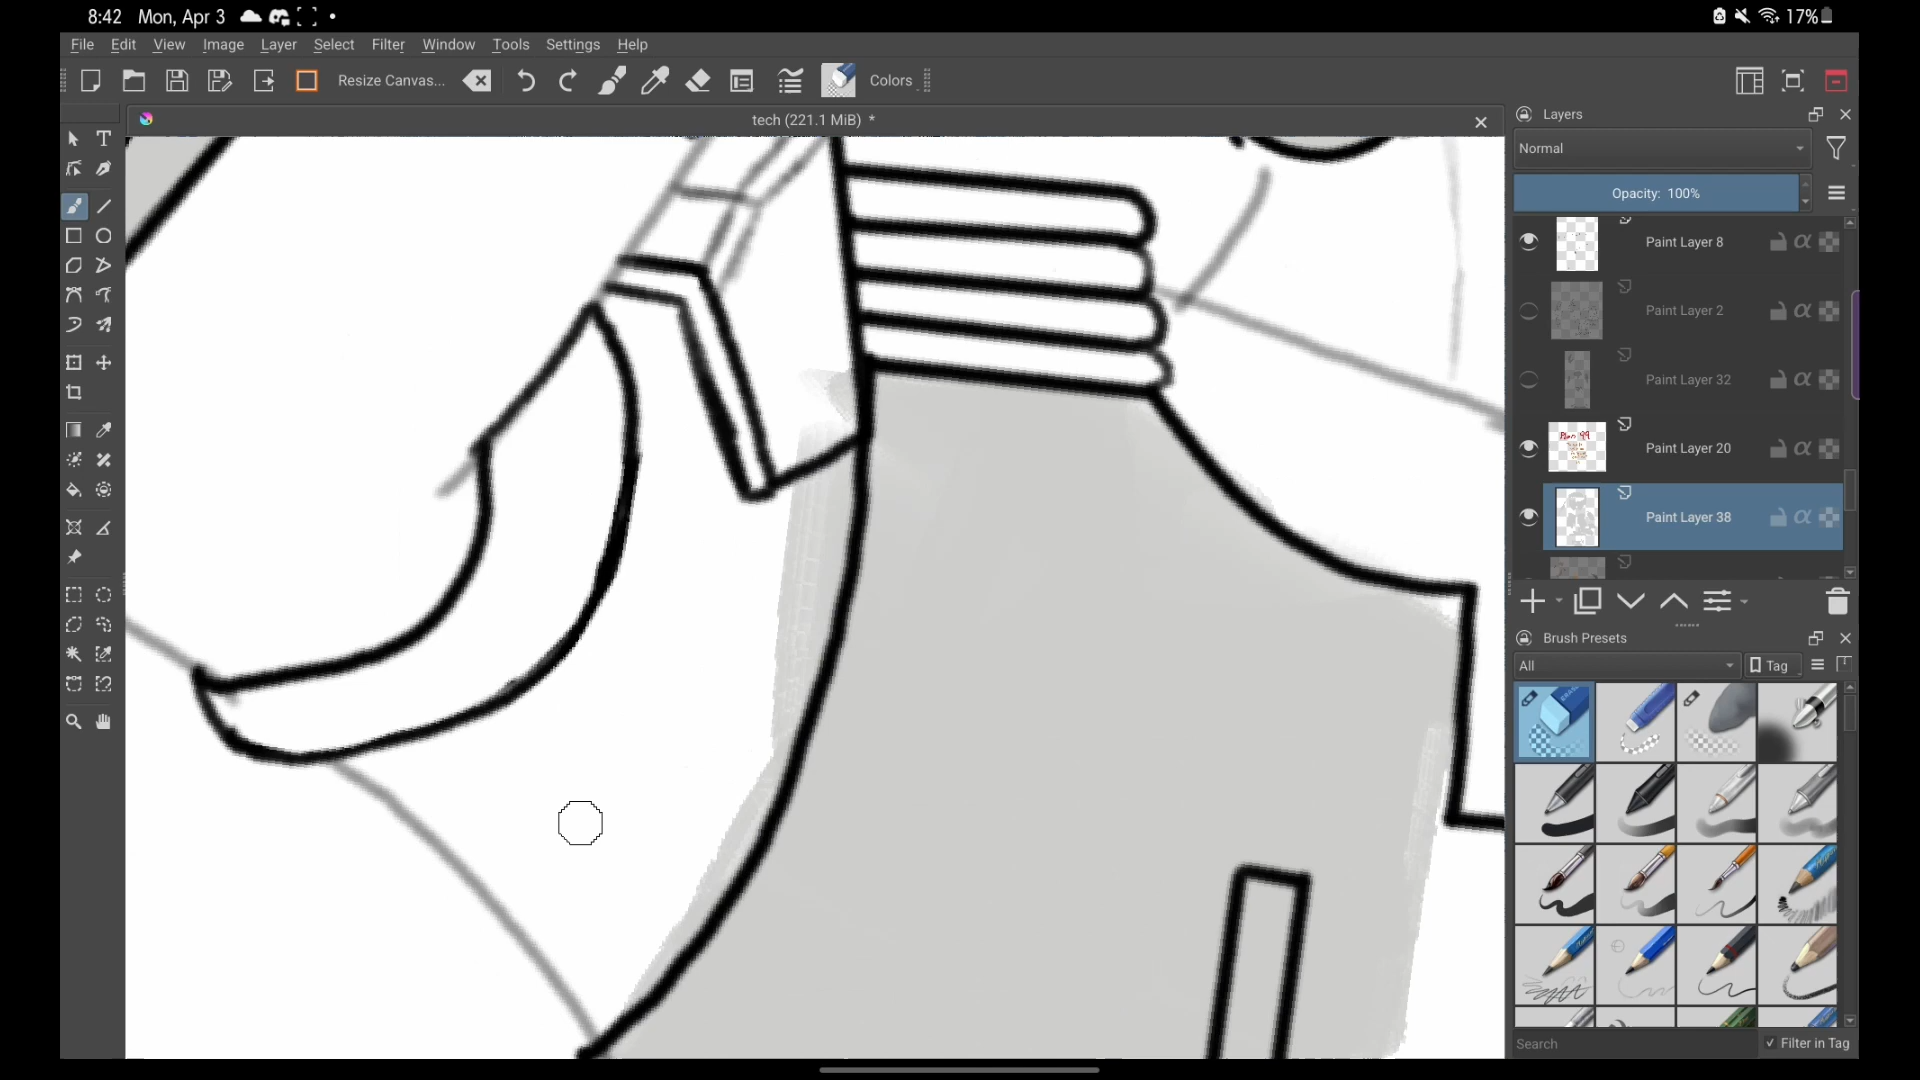 8:42 Mon, Apr 3
17%
File Edit View Image Layer Select Filter Window Tools Settings Help
Resize Canvas... Colors
tech (221.1 MiB) *
Layers
Normal
Opacity: 100%
Paint Layer 8
Paint Layer 2
Paint Layer 32
Plan 99
Paint Layer 20
Paint Layer 38
Brush Presets
All Tag
Search Filter in Tag